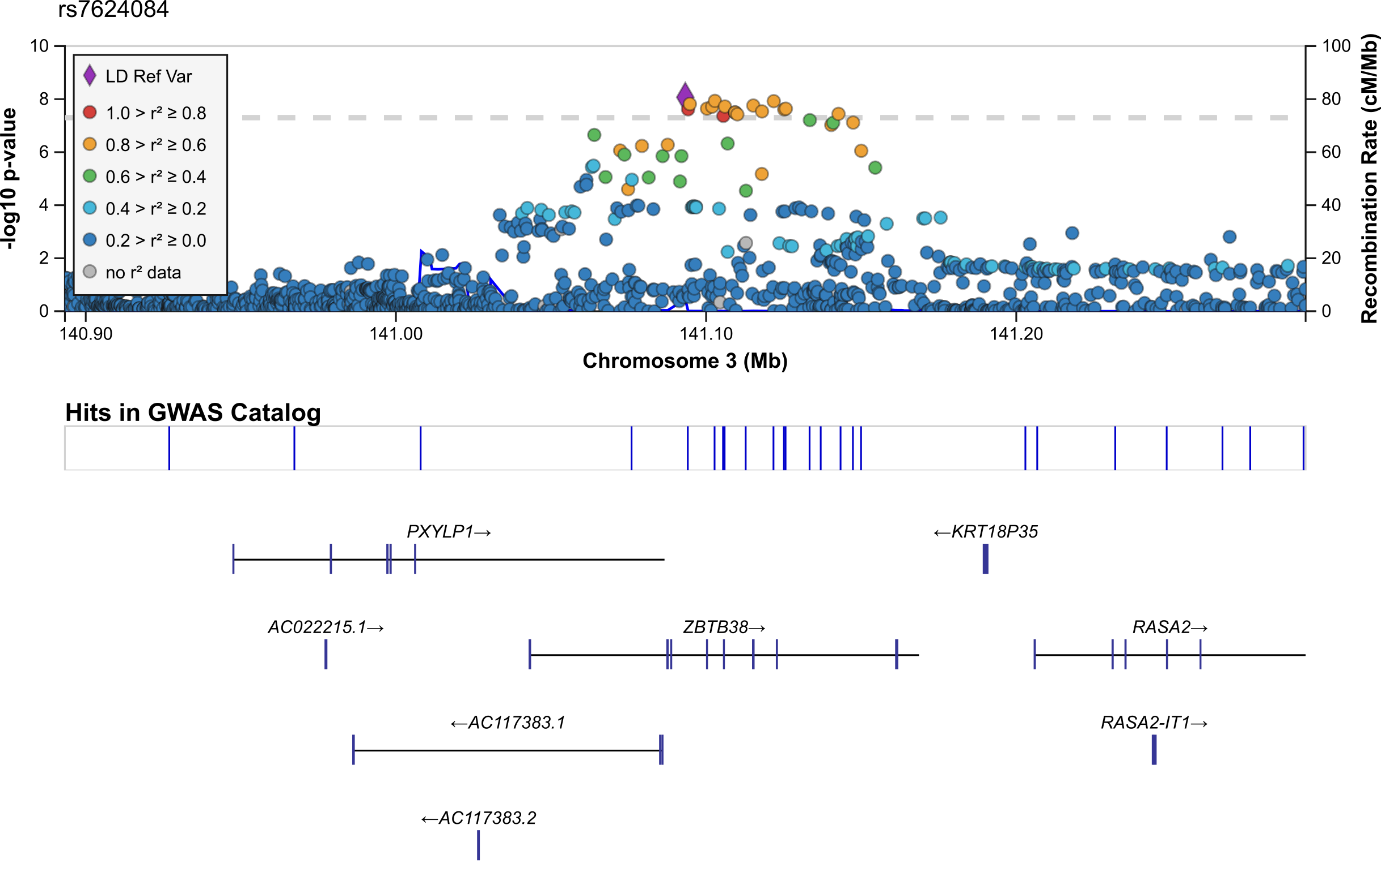 rs7624084
10
8
6
4
2
0
-log10 p-value
LD Ref Var
1.0 > r² ≥ 0.8
0.8 > r² ≥ 0.6
0.6 > r² ≥ 0.4
0.4 > r² ≥ 0.2
0.2 > r² ≥ 0.0
no r² data
100
80
60
40
20
0
Recombination Rate (cM/Mb)
140.90
141.00
141.10
141.20
Chromosome 3 (Mb)
Hits in GWAS Catalog
PXYLP1→
←KRT18P35
AC022215.1→
ZBTB38→
RASA2→
←AC117383.1
RASA2-IT1→
←AC117383.2